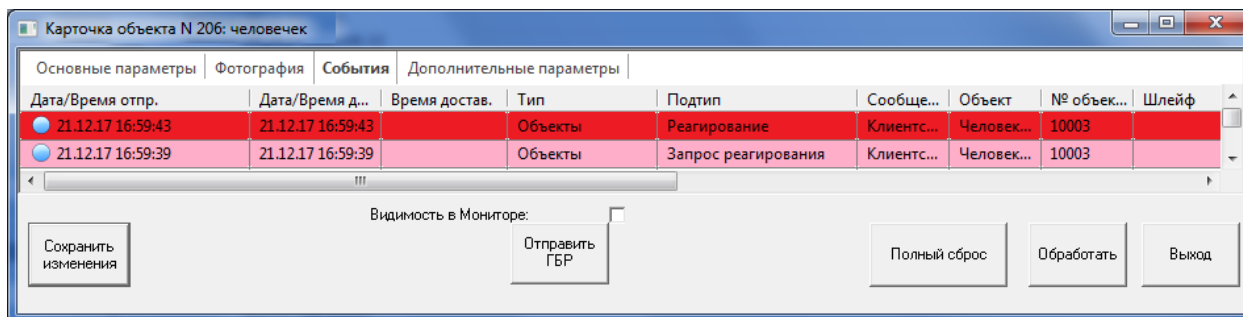 Карточка объекта N 206: человечек
Основные параметры Фотография События Дополнительные параметры
Дата/Время отпр. Дата/Время д... Время достав. Тип Подтип Сообще... Объект № объек... Шлейф
21.12.17 16:59:43 21.12.17 16:59:43 Объекты Реагирование Клиентс... Человек... 10003
21.12.17 16:59:39 21.12.17 16:59:39 Объекты Запрос реагирования Клиентс... Человек... 10003
Видимость в Мониторе:
Сохранить изменения
Отправить ГБР
Полный сброс
Обработать
Выход